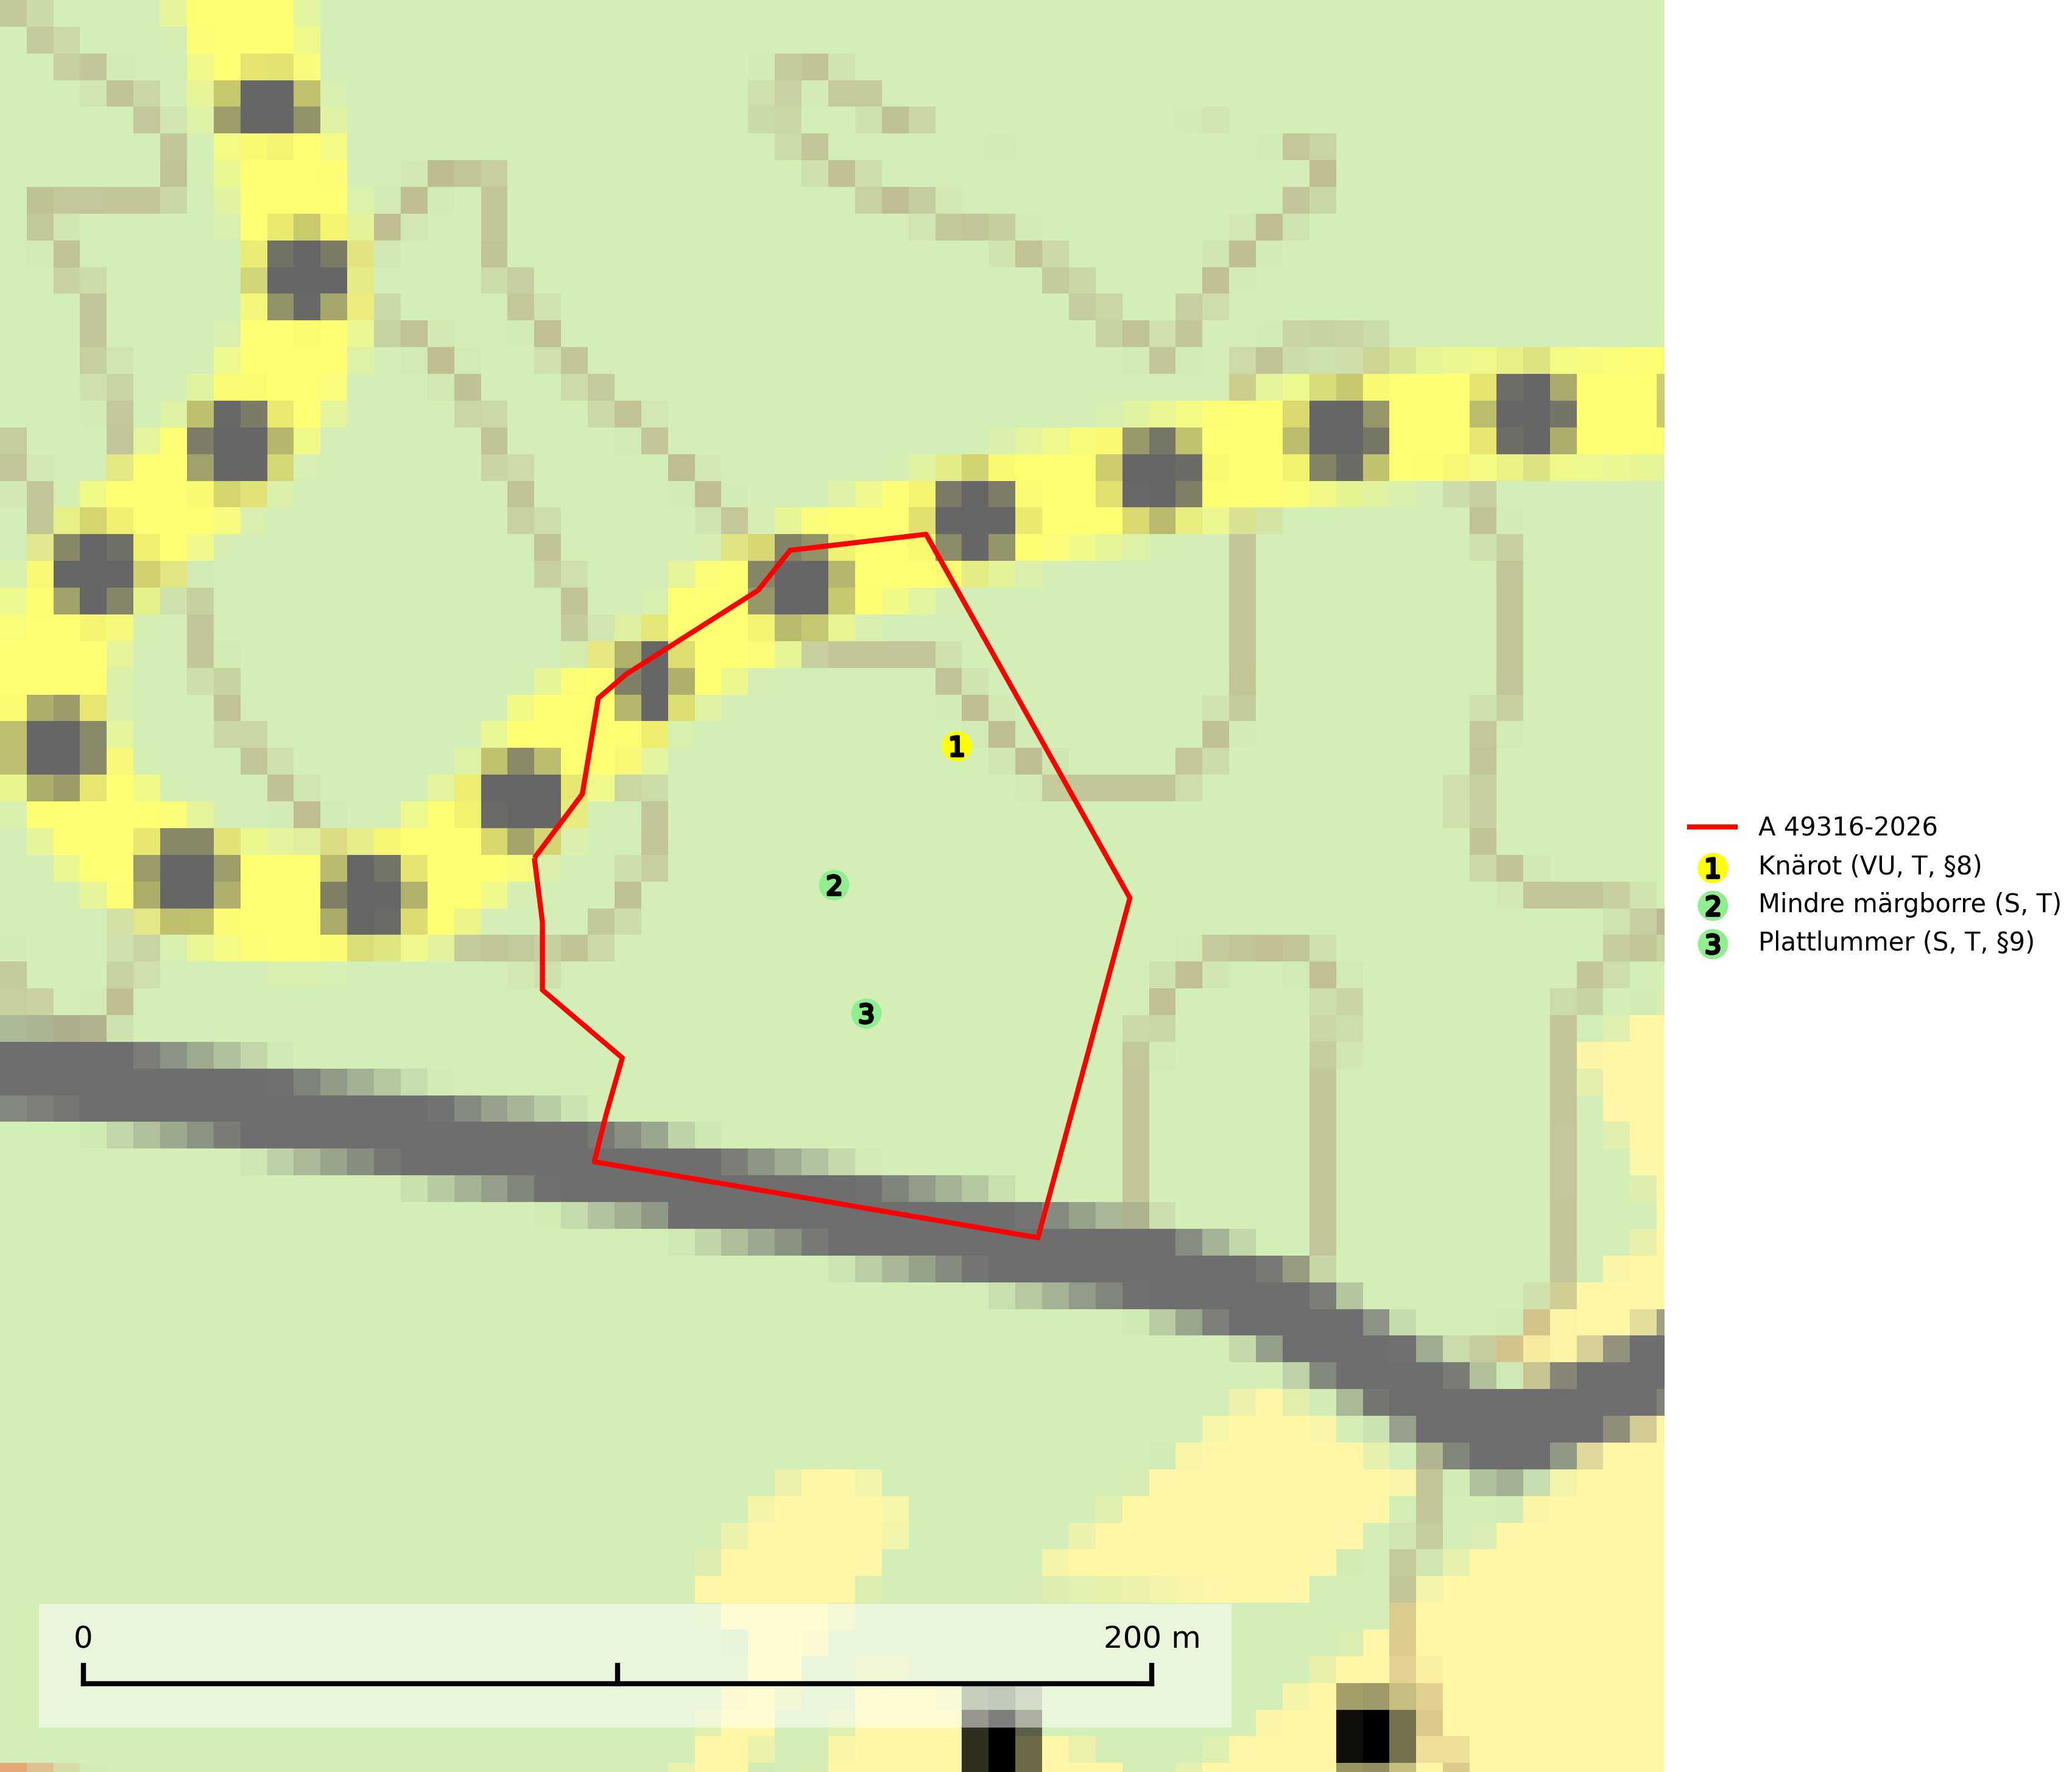 1
2
3
A 49316-2026
1 Knärot (VU, T, §8)
2 Mindre märgborre (S, T)
3 Plattlummer (S, T, §9)
0 200 m